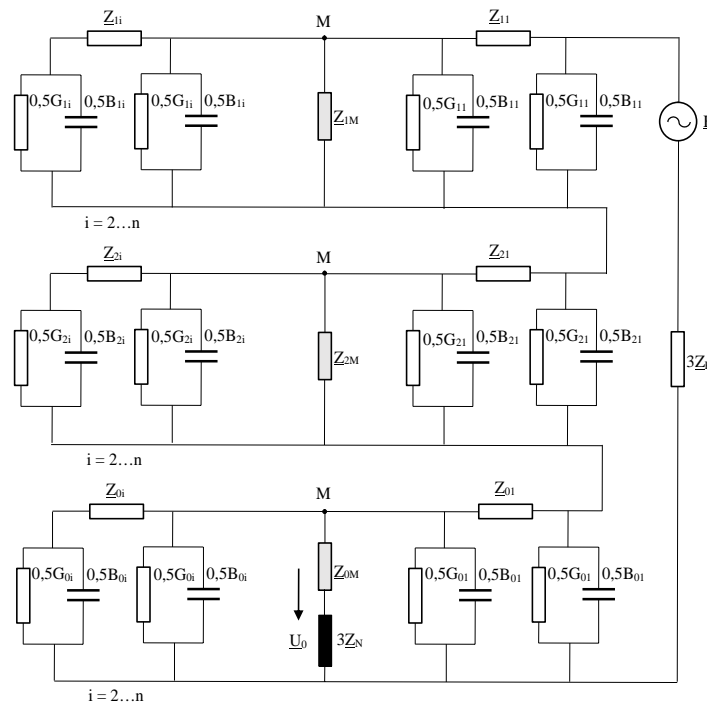 Z1i M Z11
0,5G1i 0,5B1i 0,5G1i 0,5B1i Z1M 0,5G11 0,5B11 0,5G11 0,5B11
i = 2…n
Z2i M Z21
0,5G2i 0,5B2i 0,5G2i 0,5B2i Z2M 0,5G21 0,5B21 0,5G21 0,5B21
3Z
i = 2…n
Z0i M Z01
0,5G0i 0,5B0i 0,5G0i 0,5B0i Z0M 0,5G01 0,5B01 0,5G01 0,5B01
U0 3ZN
i = 2…n